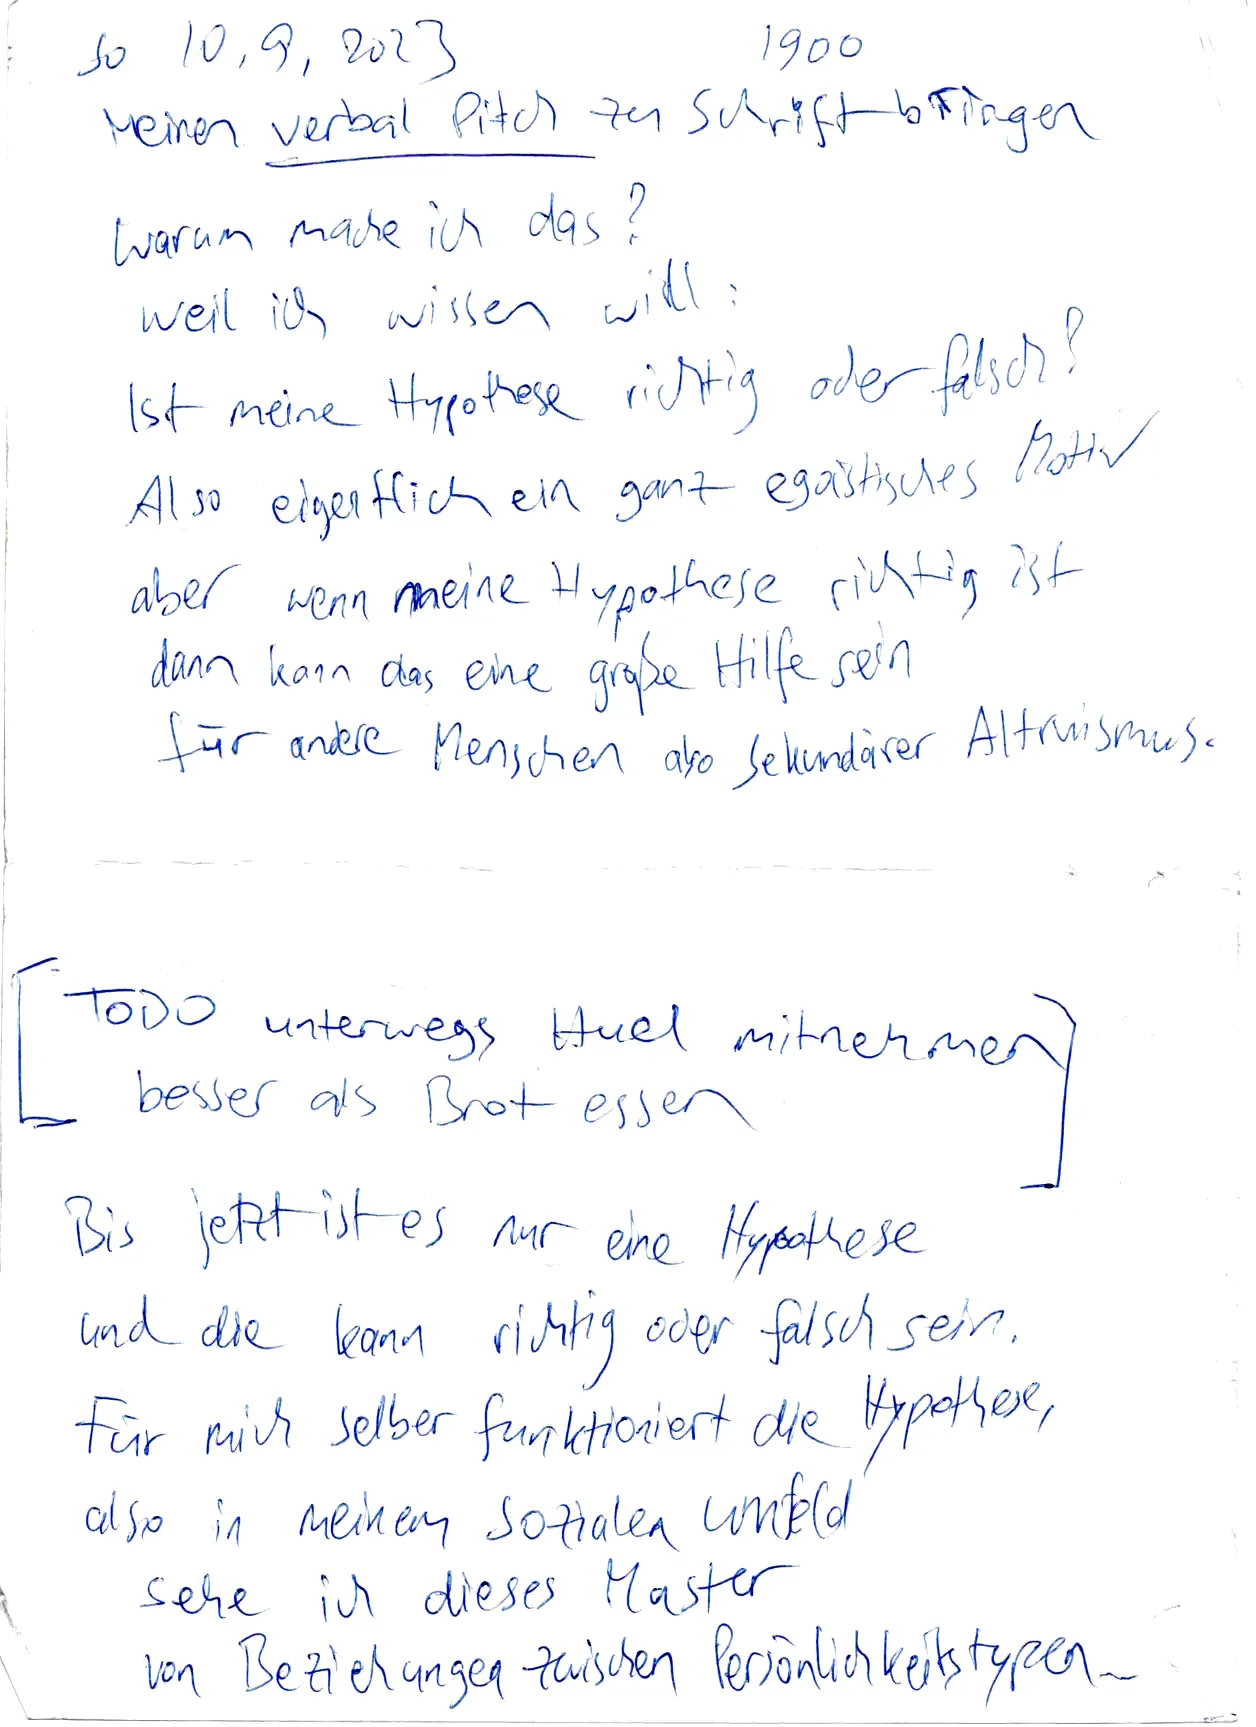 So 10.9.2023 1900
Meinen verbal Pitch zu Schrift bringen
Warum mache ich das?
weil ich wissen will:
Ist meine Hypothese richtig oder falsch?
Also eigentlich ein ganz egoistisches Motiv
aber wenn meine Hypothese richtig ist
dann kann das eine große Hilfe sein
für andere Menschen also sekundärer Altruismus.
[TODO unterwegs Huel mitnehmen
besser als Brot essen]
Bis jetzt ist es nur eine Hypothese
und die kann richtig oder falsch sein.
Für mich selber funktioniert die Hypothese,
also in meinem sozialen Umfeld
sehe ich dieses Master
von Beziehungen zwischen Persönlichkeitstypen